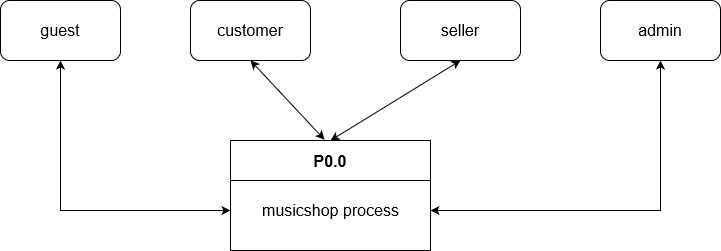 guest
customer
seller
admin
P0.0
musicshop process